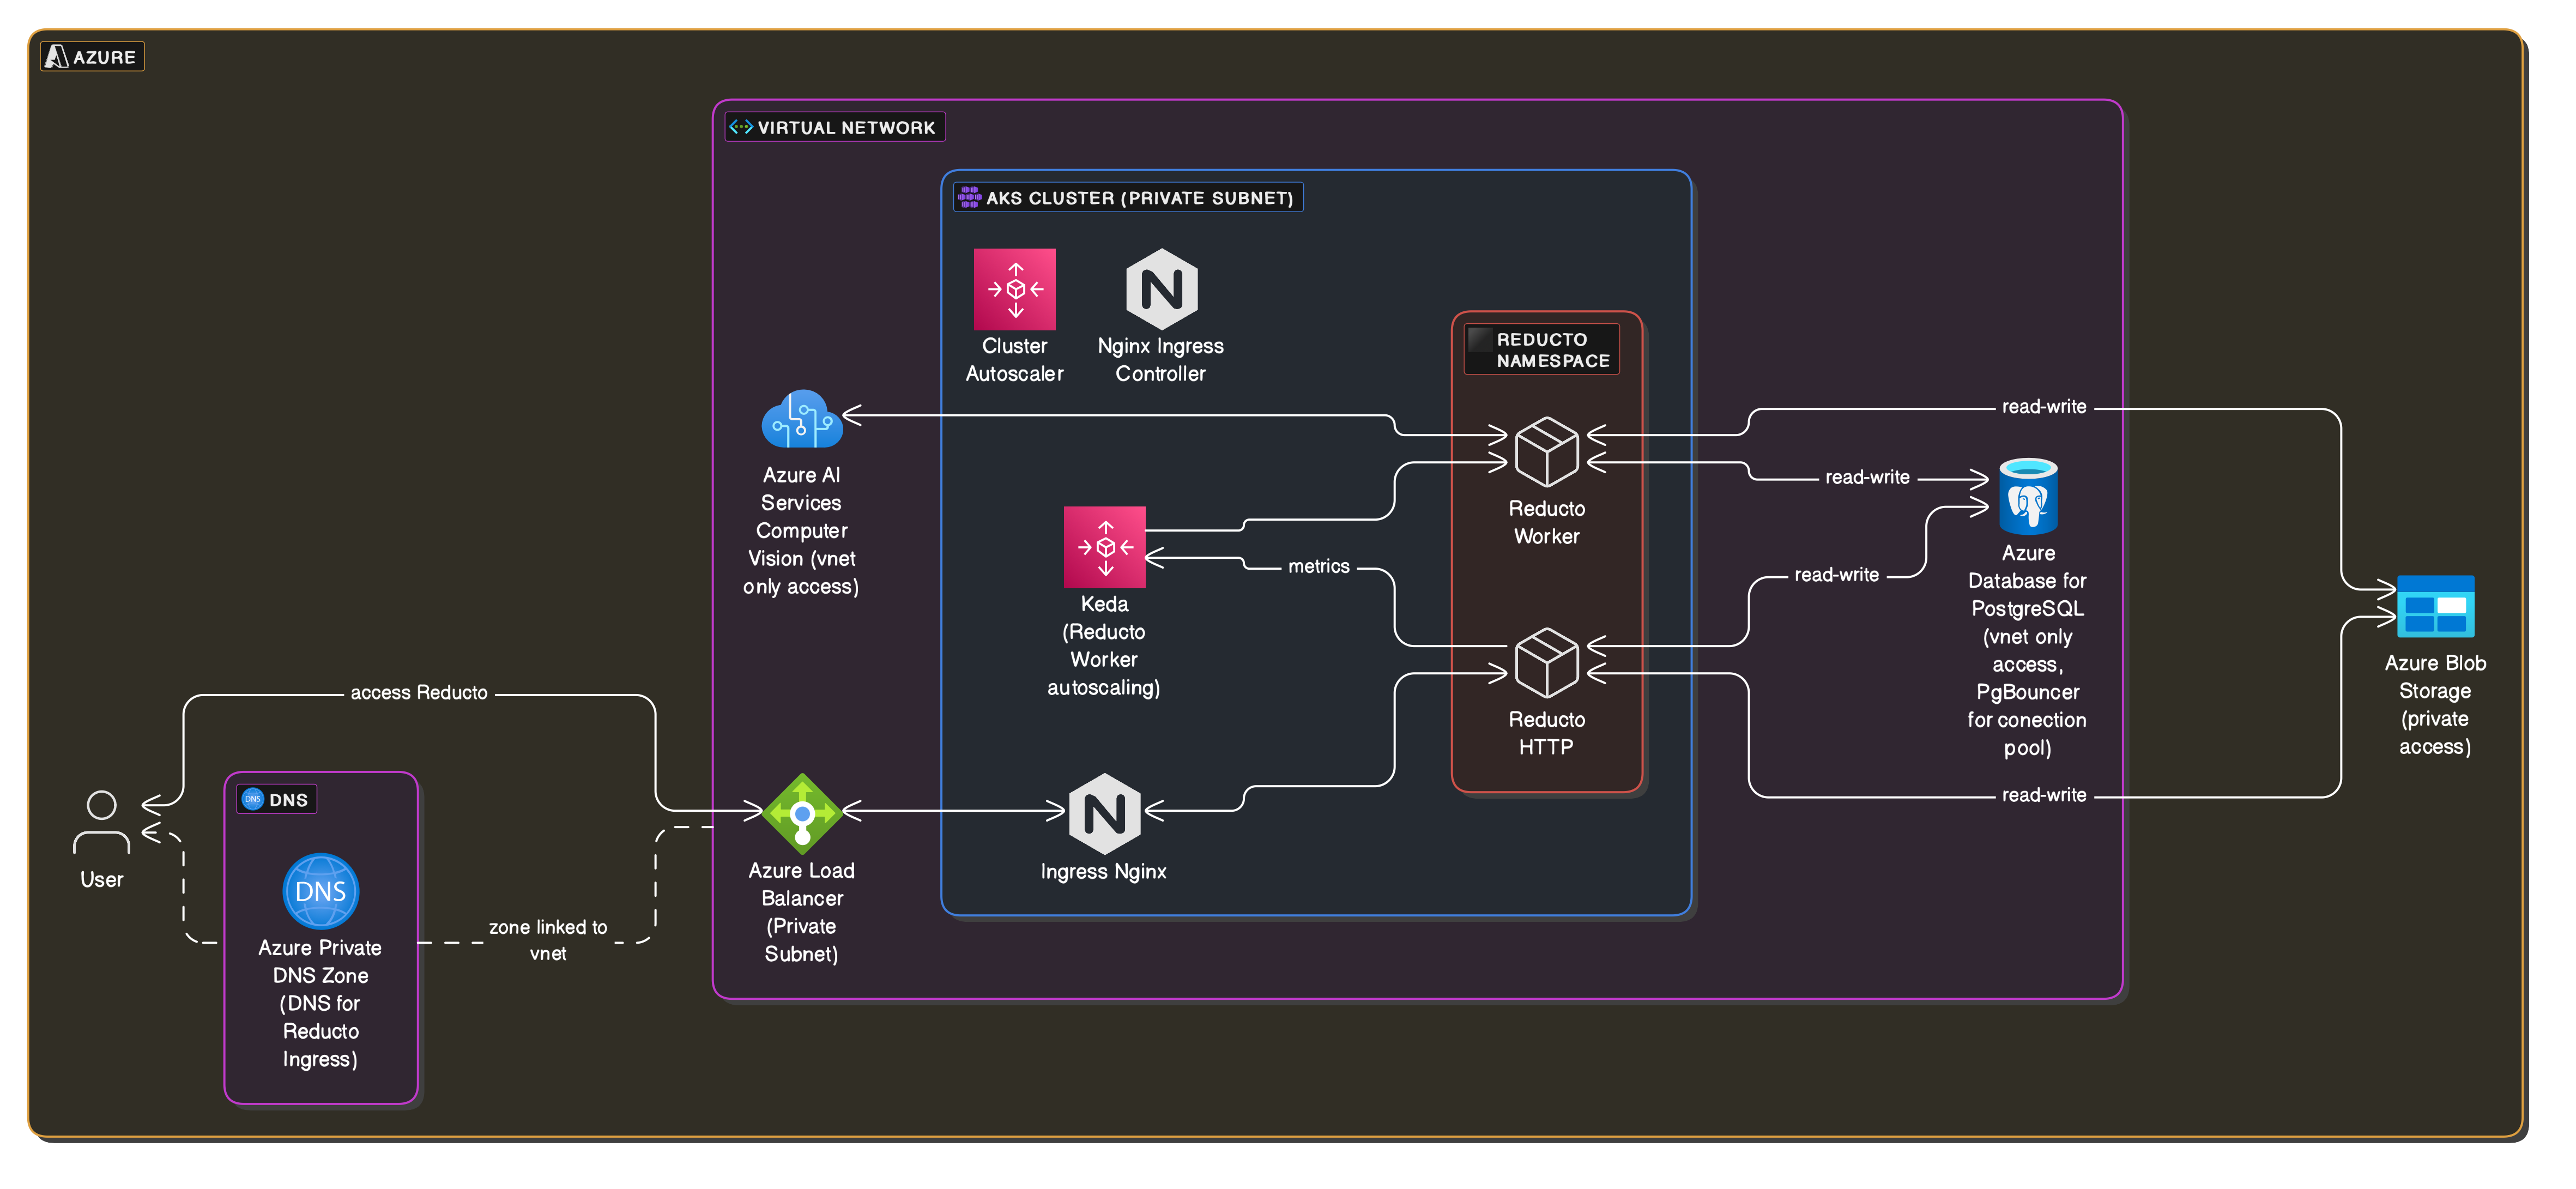 AZURE
VIRTUAL NETWORK
AKS CLUSTER (PRIVATE SUBNET)
Cluster
Autoscaler
Nginx Ingress
Controller
REDUCTO
NAMESPACE
read-write
Azure AI
Services
Computer
Vision (vnet
only access)
read-write
Reducto
Worker
metrics
read-write
Azure
Database for
PostgreSQL
(vnet only
access,
PgBouncer
for conection
pool)
Keda
(Reducto
Worker
autoscaling)
Azure Blob
Storage
(private
access)
access Reducto
Reducto
HTTP
read-write
DNS
User
Azure Load
Balancer
(Private
Subnet)
Ingress Nginx
DNS
DNS
Azure Private
DNS Zone
(DNS for
Reducto
Ingress)
zone linked to
vnet